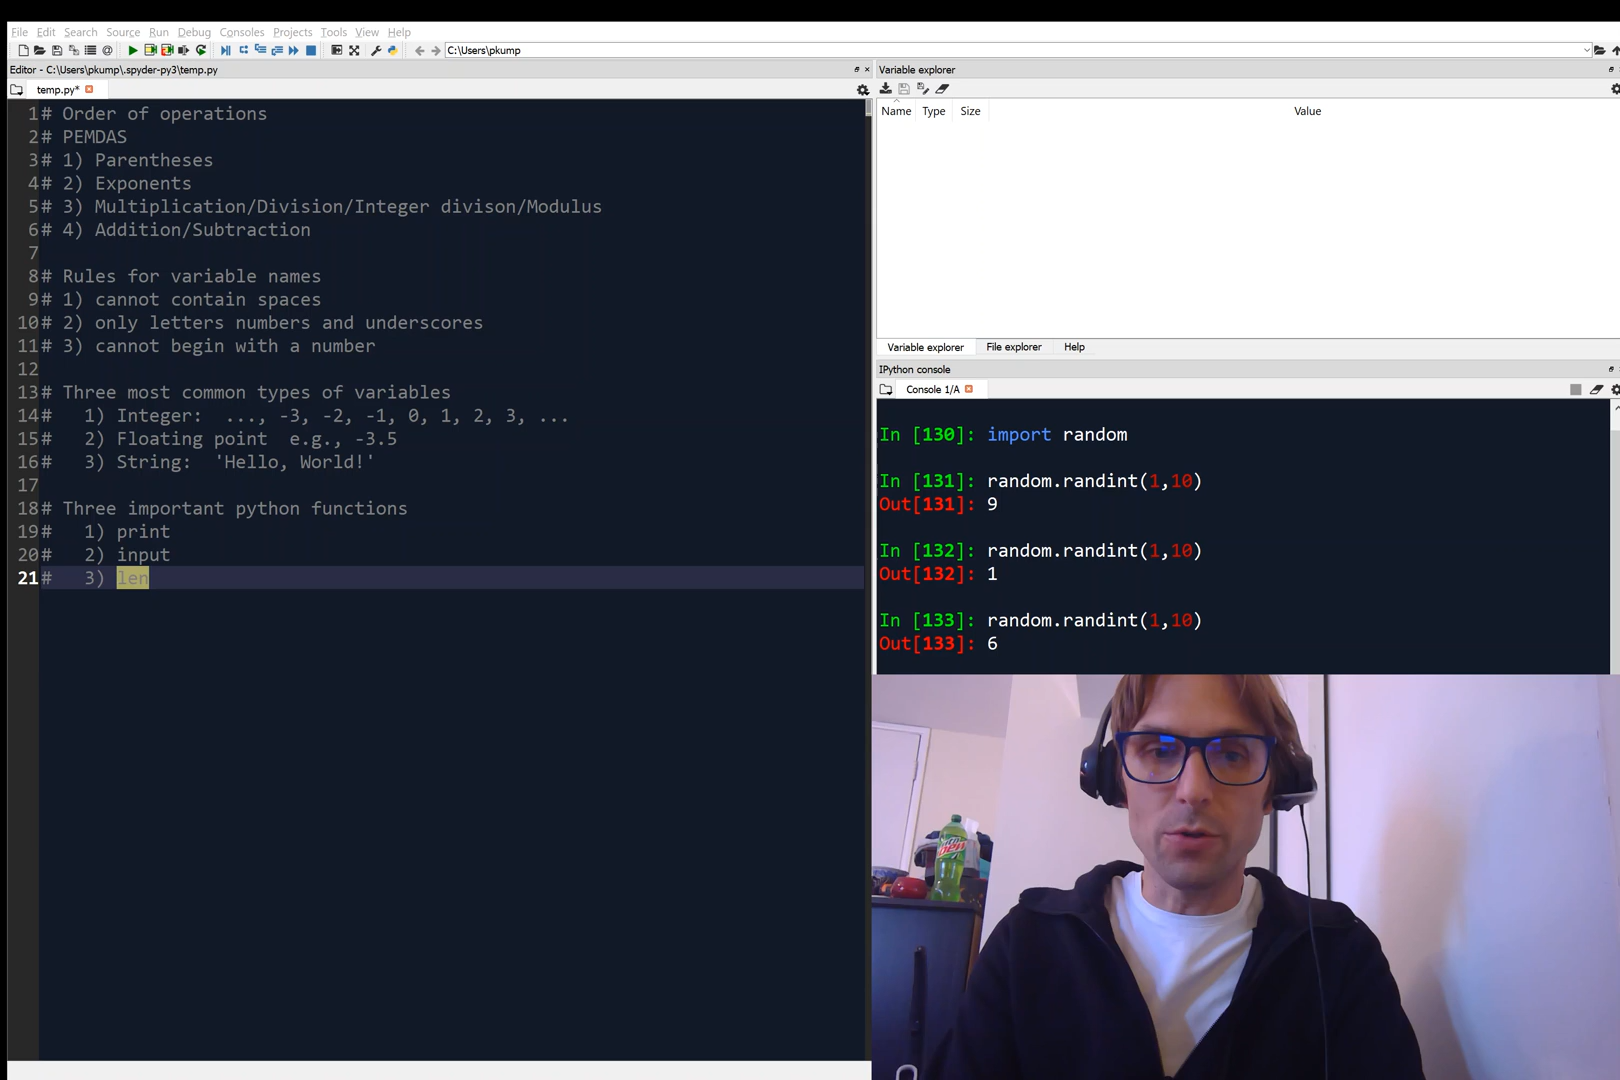 File Edit Search Source Run Debug Consoles Projects Tools View Help
C:\Users\pkump
Editor - C:\Users\pkump\.spyder-py3\temp.py
temp.py*
1# Order of operations
2# PEMDAS
3# 1) Parentheses
4# 2) Exponents
5# 3) Multiplication/Division/Integer divison/Modulus
6# 4) Addition/Subtraction
7
8# Rules for variable names
9# 1) cannot contain spaces
10# 2) only letters numbers and underscores
11# 3) cannot begin with a number
12
13# Three most common types of variables
14#   1) Integer:  ..., -3, -2, -1, 0, 1, 2, 3, ...
15#   2) Floating point  e.g., -3.5
16#   3) String:  'Hello, World!'
17
18# Three important python functions
19#   1) print
20#   2) input
21#   3) len
Variable explorer
Name Type Size Value
Variable explorer File explorer Help
IPython console
Console 1/A
In [130]: import random
In [131]: random.randint(1,10)
Out[131]: 9
In [132]: random.randint(1,10)
Out[132]: 1
In [133]: random.randint(1,10)
Out[133]: 6